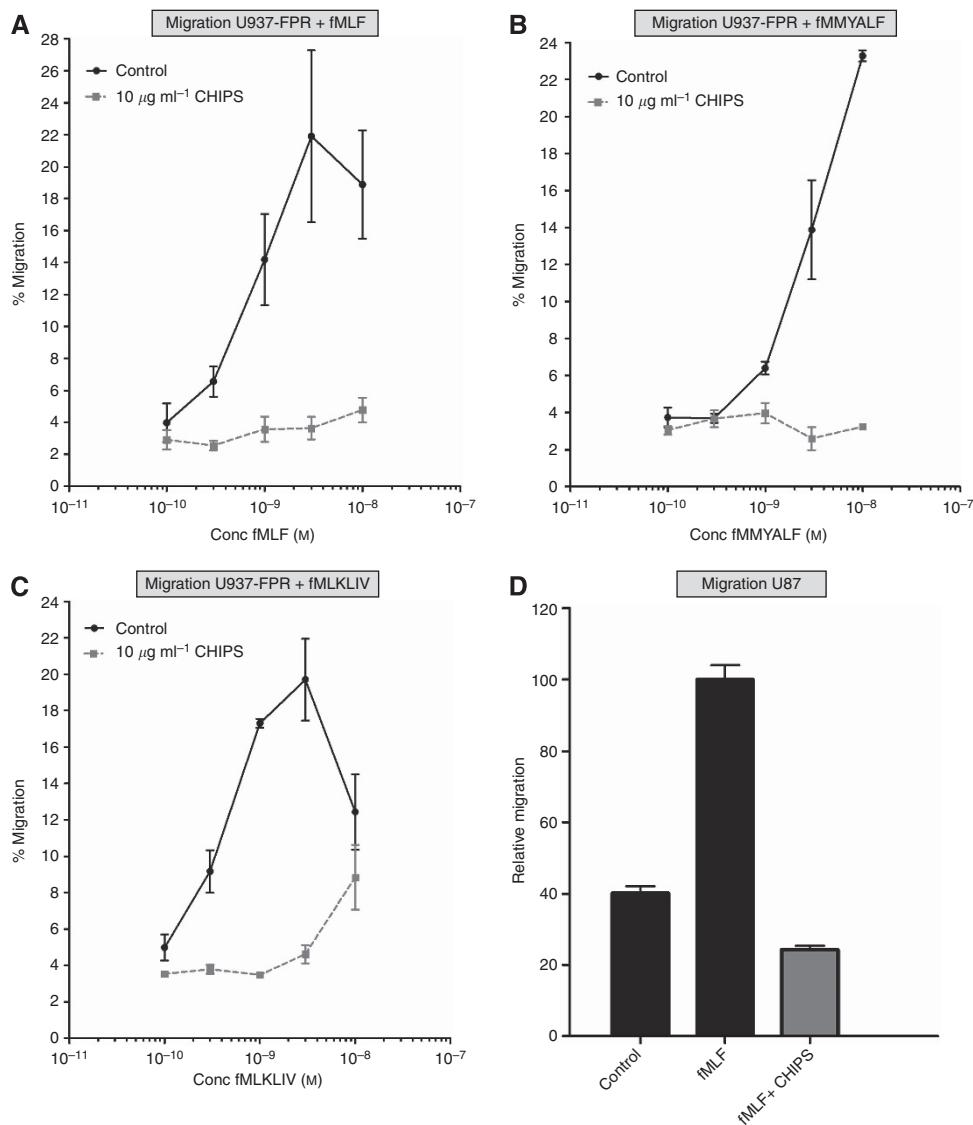 A
Migration U937-FPR + fMLF
28
26
24
22
20
18
16
14
12
10
8
6
4
2
0
% Migration
Control
10 μg ml⁻¹ CHIPS
10⁻¹¹ 10⁻¹⁰ 10⁻⁹ 10⁻⁸ 10⁻⁷
Conc fMLF (M)
B
Migration U937-FPR + fMMYALF
24
22
20
18
16
14
12
10
8
6
4
2
0
% Migration
Control
10 μg ml⁻¹ CHIPS
10⁻¹¹ 10⁻¹⁰ 10⁻⁹ 10⁻⁸ 10⁻⁷
Conc fMMYALF (M)
C
Migration U937-FPR + fMLKLIV
24
22
20
18
16
14
12
10
8
6
4
2
0
% Migration
Control
10 μg ml⁻¹ CHIPS
10⁻¹¹ 10⁻¹⁰ 10⁻⁹ 10⁻⁸ 10⁻⁷
Conc fMLKLIV (M)
D
Migration U87
120
100
80
60
40
20
0
Relative migration
Control
fMLF
fMLF+ CHIPS